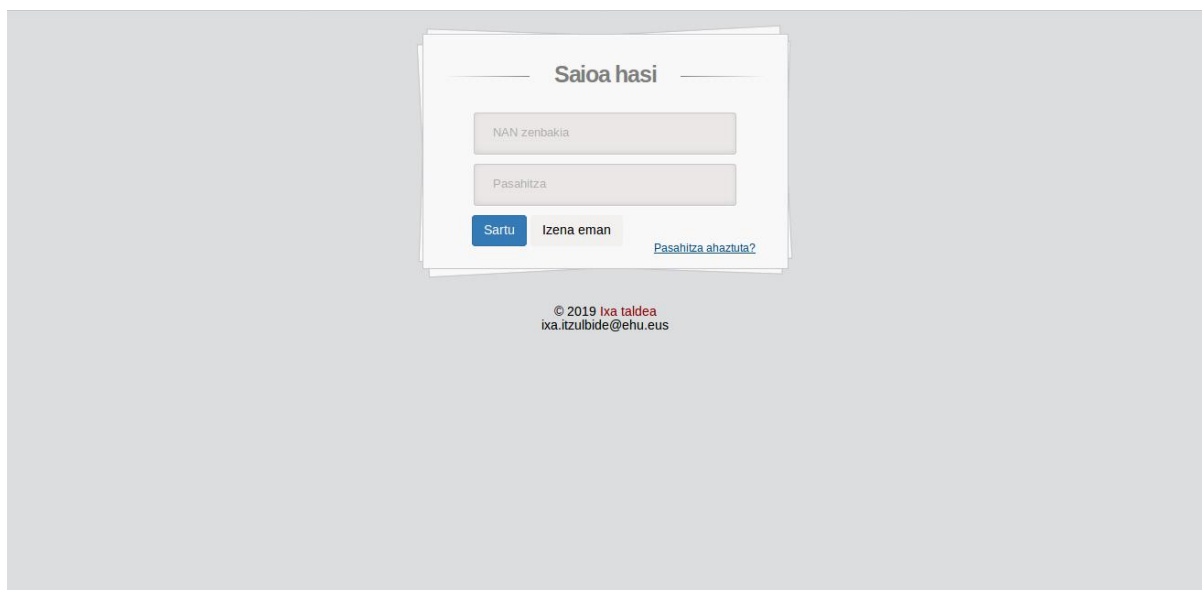 Saioa hasi
NAN zenbakia
Pasahitza
Sartu Izena eman
Pasahitza ahaztuta?
© 2019 Ixa taldea
ixa.itzulbide@ehu.eus